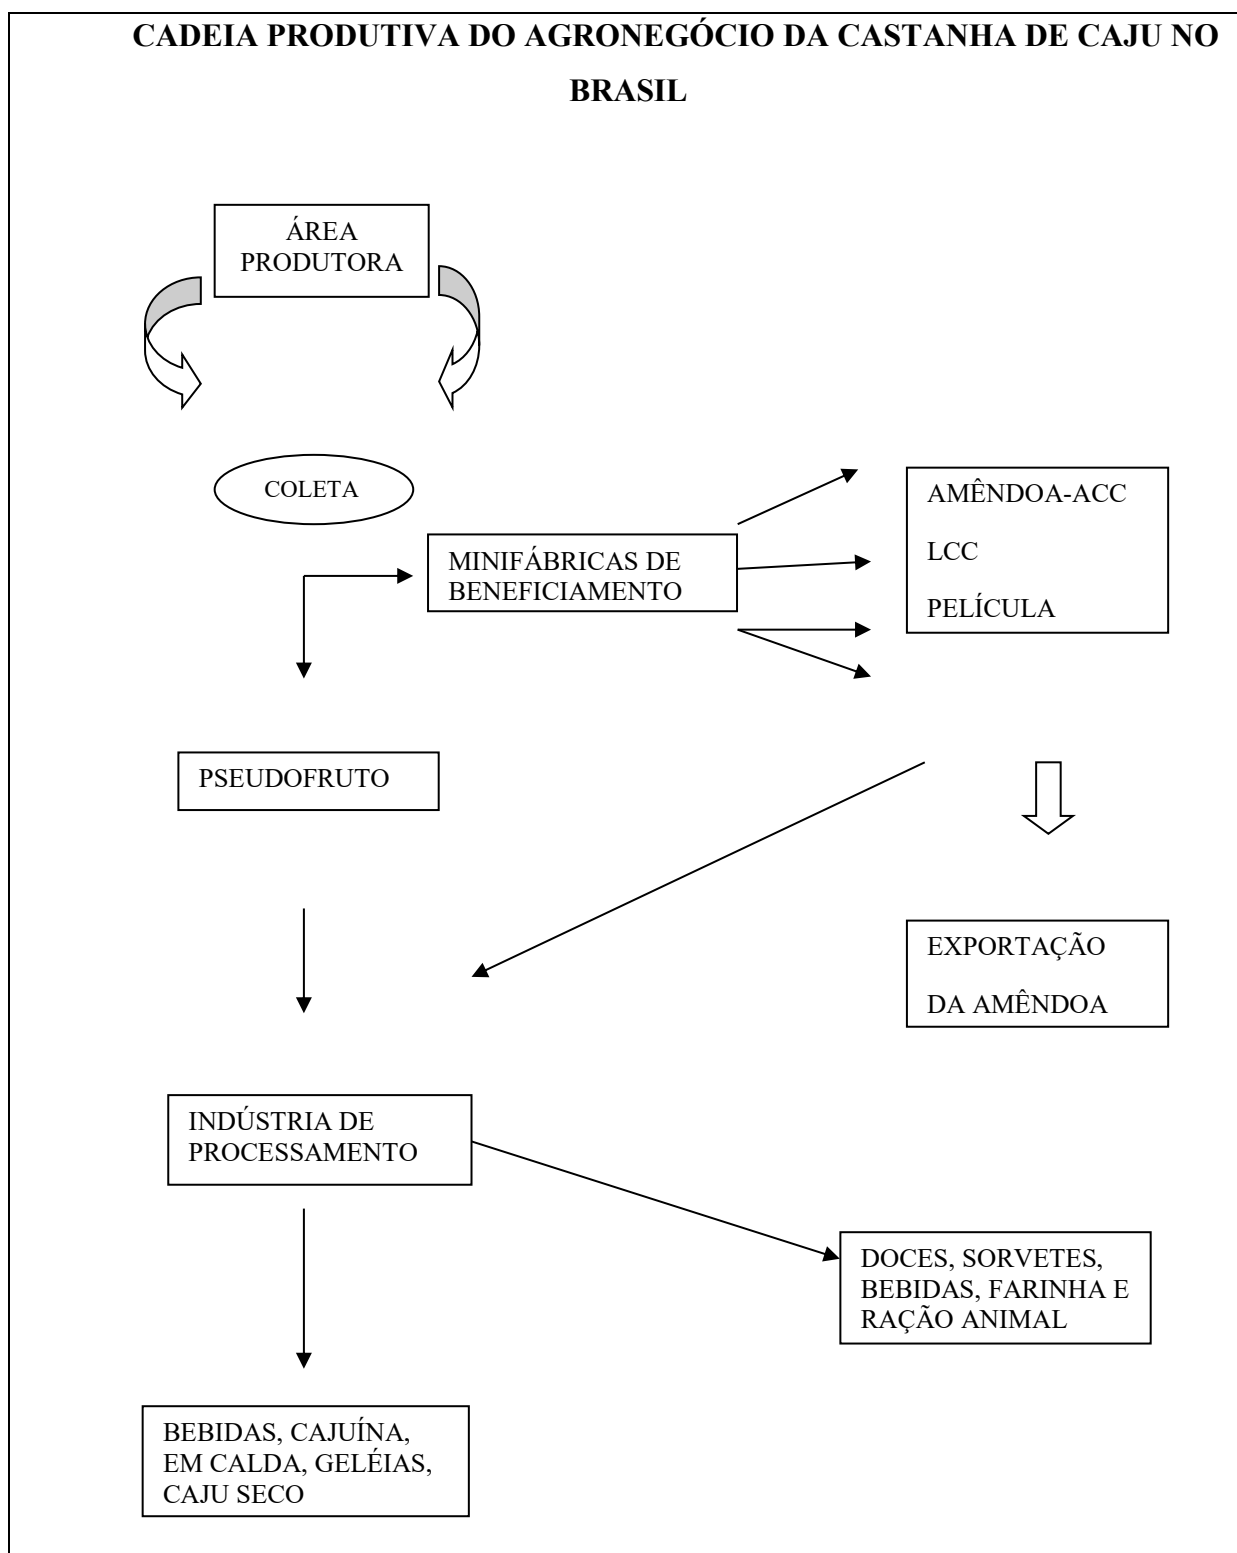 CADEIA PRODUTIVA DO AGRONEGÓCIO DA CASTANHA DE CAJU NO
BRASIL
ÁREA
PRODUTORA
COLETA
MINIFÁBRICAS DE
BENEFICIAMENTO
AMÊNDOA-ACC
LCC
PELÍCULA
PSEUDOFRUTO
EXPORTAÇÃO
DA AMÊNDOA
INDÚSTRIA DE
PROCESSAMENTO
DOCES, SORVETES,
BEBIDAS, FARINHA E
RAÇÃO ANIMAL
BEBIDAS, CAJUÍNA,
EM CALDA, GELÉIAS,
CAJU SECO